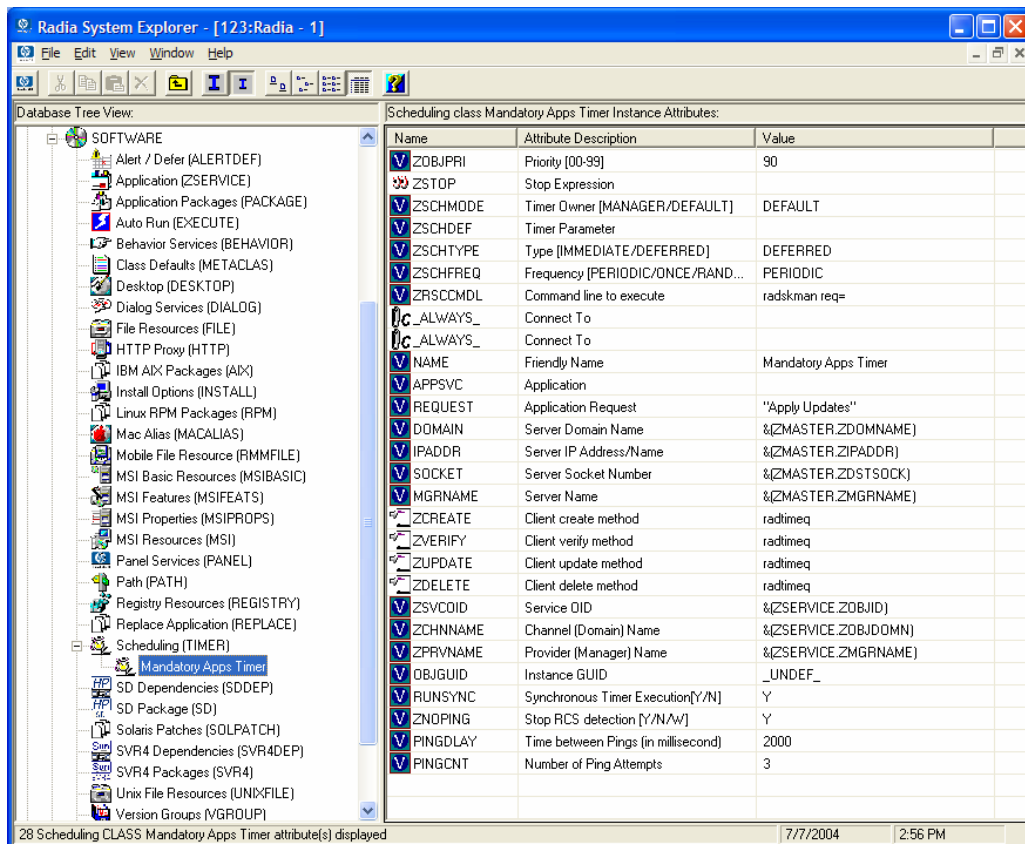 Radia System Explorer - [123:Radia - 1]
File Edit View Window Help
Database Tree View:
SOFTWARE
Alert / Defer (ALERTDEF)
Application (ZSERVICE)
Application Packages (PACKAGE)
Auto Run (EXECUTE)
Behavior Services (BEHAVIOR)
Class Defaults (METACLAS)
Desktop (DESKTOP)
Dialog Services (DIALOG)
File Resources (FILE)
HTTP Proxy (HTTP)
IBM AIX Packages (AIX)
Install Options (INSTALL)
Linux RPM Packages (RPM)
Mac Alias (MACALIAS)
Mobile File Resource (RMMFILE)
MSI Basic Resources (MSIBASIC)
MSI Features (MSIFEATS)
MSI Properties (MSIPROPS)
MSI Resources (MSI)
Panel Services (PANEL)
Path (PATH)
Registry Resources (REGISTRY)
Replace Application (REPLACE)
Scheduling (TIMER)
Mandatory Apps Timer
SD Dependencies (SDDEP)
SD Package (SD)
Solaris Patches (SOLPATCH)
SVR4 Dependencies (SVR4DEP)
SVR4 Packages (SVR4)
Unix File Resources (UNIXFILE)
Version Groups (VGROUP)
Scheduling class Mandatory Apps Timer Instance Attributes:
Name Attribute Description Value
ZOBJPRI Priority [00-99] 90
ZSTOP Stop Expression
ZSCHMODE Timer Owner [MANAGER/DEFAULT] DEFAULT
ZSCHDEF Timer Parameter
ZSCHTYPE Type [IMMEDIATE/DEFERRED] DEFERRED
ZSCHFREQ Frequency [PERIODIC/ONCE/RAND... PERIODIC
ZRSCCMDL Command line to execute radskman req=
_ALWAYS_ Connect To
_ALWAYS_ Connect To
NAME Friendly Name Mandatory Apps Timer
APPSVC Application
REQUEST Application Request "Apply Updates"
DOMAIN Server Domain Name &(ZMASTER.ZDOMNAME)
IPADDR Server IP Address/Name &(ZMASTER.ZIPADDR)
SOCKET Server Socket Number &(ZMASTER.ZDSTSOCK)
MGRNAME Server Name &(ZMASTER.ZMGRNAME)
ZCREATE Client create method radtimeq
ZVERIFY Client verify method radtimeq
ZUPDATE Client update method radtimeq
ZDELETE Client delete method radtimeq
ZSVCOID Service OID &(ZSERVICE.ZOBJID)
ZCHNNAME Channel (Domain) Name &(ZSERVICE.ZOBJDOMN)
ZPRVNAME Provider (Manager) Name &(ZSERVICE.ZMGRNAME)
OBJGUID Instance GUID _UNDEF_
RUNSYNC Synchronous Timer Execution[Y/N] Y
ZNOPING Stop RCS detection [Y/N/W] Y
PINGDLAY Time between Pings (in millisecond) 2000
PINGCNT Number of Ping Attempts 3
28 Scheduling CLASS Mandatory Apps Timer attribute(s) displayed 7/7/2004 2:56 PM